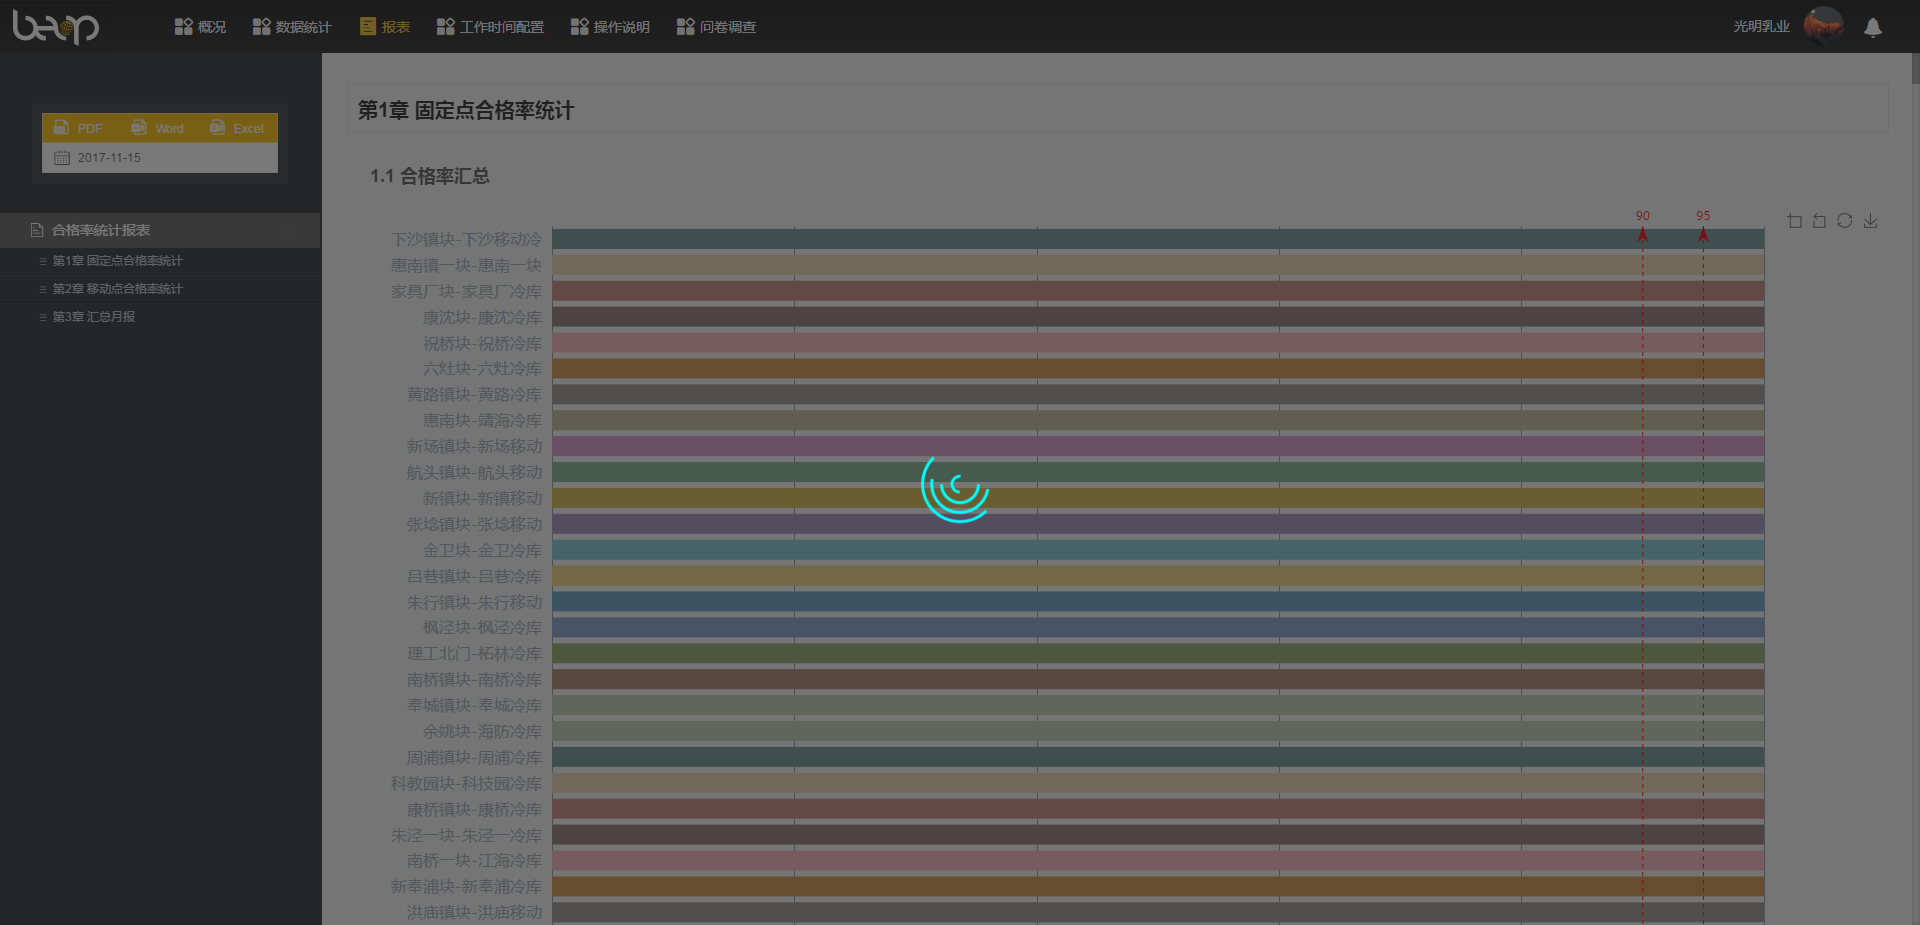 beop 概况 数据统计 报表 工作时间配置 操作说明 问卷调查 光明乳业
PDF Word Excel
2017-11-15
合格率统计报表
第1章 固定点合格率统计
第2章 移动点合格率统计
第3章 汇总月报
第1章 固定点合格率统计
1.1 合格率汇总
90 95
下沙镇块-下沙移动冷
惠南镇一块-惠南一块
家具厂块-家具厂冷库
康沈块-康沈冷库
祝桥块-祝桥冷库
六灶块-六灶冷库
黄路镇块-黄路冷库
惠南块-靖海冷库
新场镇块-新场移动
航头镇块-航头移动
新镇块-新镇移动
张埝镇块-张埝移动
金卫块-金卫冷库
吕巷镇块-吕巷冷库
朱行镇块-朱行移动
枫泾块-枫泾冷库
理工北门-柘林冷库
南桥镇块-南桥冷库
奉城镇块-奉城冷库
余姚块-海防冷库
周浦镇块-周浦冷库
科教园块-科技园冷库
康桥镇块-康桥冷库
朱泾一块-朱泾一冷库
南桥一块-江海冷库
新奉浦块-新奉浦冷库
洪庙镇块-洪庙移动